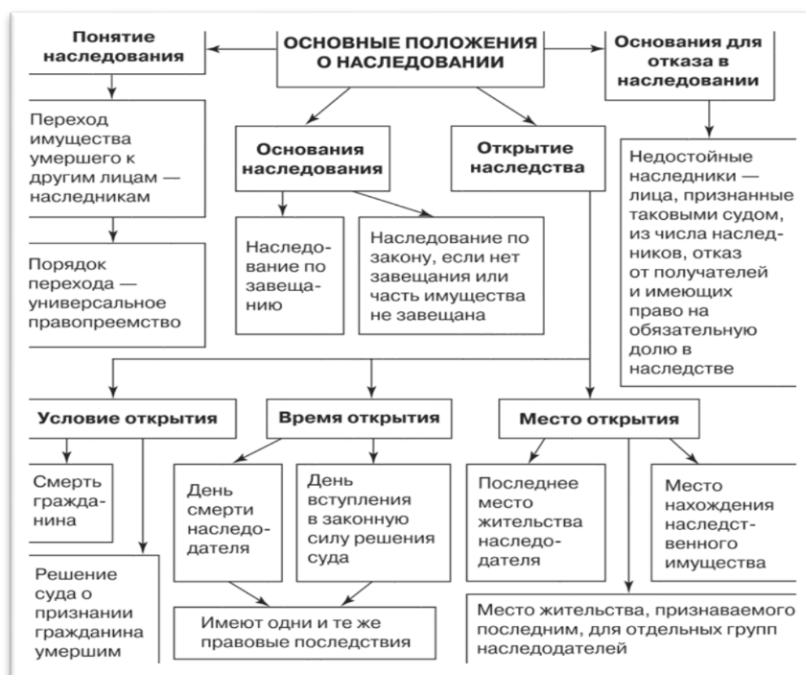 Понятие
наследования
ОСНОВНЫЕ ПОЛОЖЕНИЯ
О НАСЛЕДОВАНИИ
Основания для
отказа в
наследовании
Переход
имущества
умершего к
другим лицам —
наследникам
Порядок
перехода —
универсальное
правопреемство
Основания
наследования
Открытие
наследства
Наследо-
вание по
завеща-
нию
Наследование по
закону, если нет
завещания или
часть имущества
не завещана
Недостойные
наследники —
лица, признанные
таковыми судом,
из числа наслед-
ников, отказ
от получателей
и имеющих
право на
обязательную
долю в
наследстве
Условие открытия
Время открытия
Место открытия
Смерть
гражда-
нина
Решение
суда о
признании
гражданина
умершим
День
смерти
наследо-
дателя
День
вступления
в законную
силу решения
суда
Имеют одни и те же
правовые последствия
Последнее
место
жительства
наследо-
дателя
Место
нахождения
наследст-
венного
имущества
Место жительства, признаваемого
последним, для отдельных групп
наследодателей